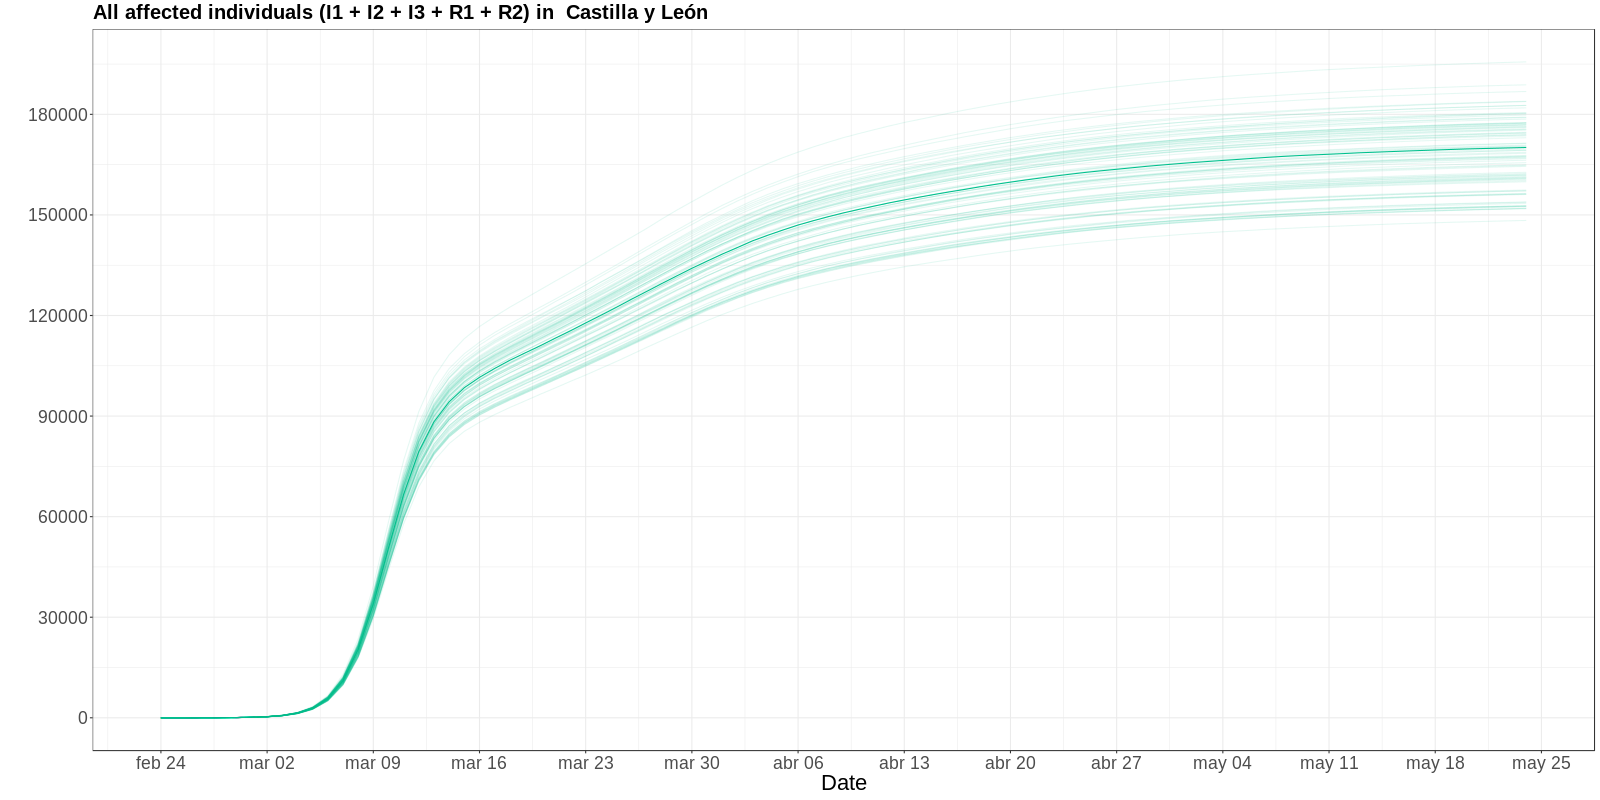 All affected individuals (I1 + I2 + I3 + R1 + R2) in  Castilla y León
180000
150000
120000
90000
60000
30000
0
feb 24 mar 02 mar 09 mar 16 mar 23 mar 30 abr 06 abr 13 abr 20 abr 27 may 04 may 11 may 18 may 25
Date